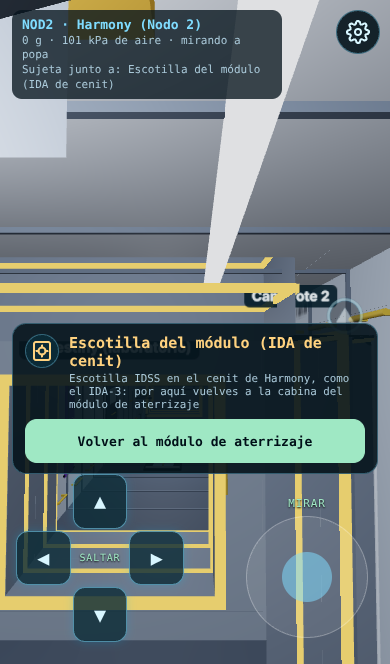 NOD2 · Harmony (Nodo 2)
0 g · 101 kPa de aire · mirando a
popa
Sujeta junto a: Escotilla del módulo
(IDA de cenit)
Escotilla del módulo (IDA de
cenit)
Escotilla IDSS en el cenit de Harmony, como
el IDA-3: por aquí vuelves a la cabina del
módulo de aterrizaje
Volver al módulo de aterrizaje
MIRAR
SALTAR